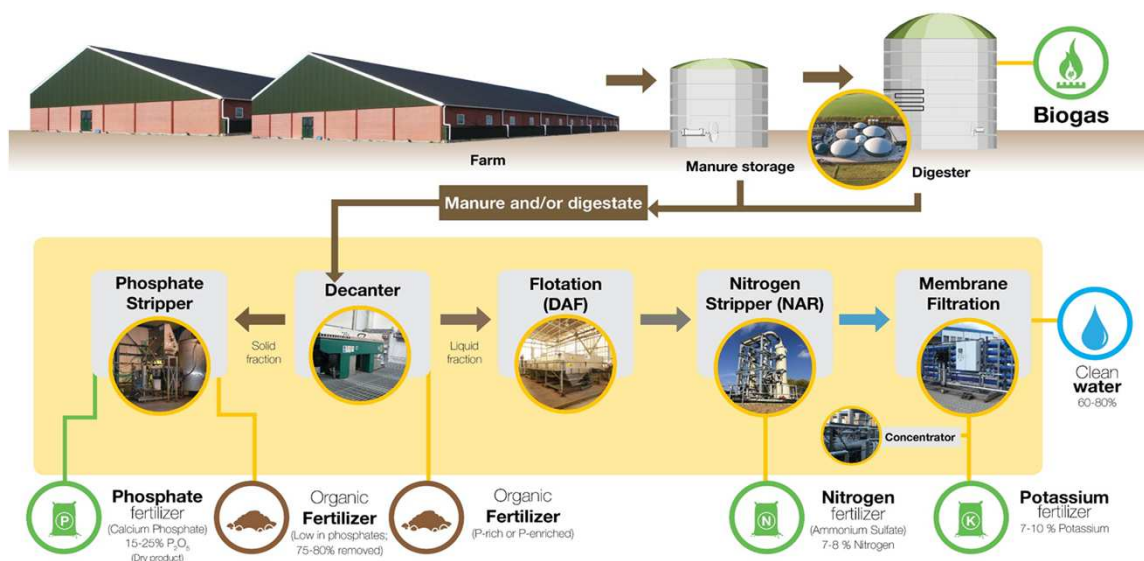 Farm
Manure storage
Digester
Biogas
Manure and/or digestate
Phosphate
Stripper
Decanter
Flotation
(DAF)
Nitrogen
Stripper (NAR)
Membrane
Filtration
Solid
fraction
Liquid
fraction
Clean
water
60-80%
Concentrator
P
Phosphate
fertilizer
(Calcium Phosphate)
15-25% P₂O₅
(Dry product)
Organic
Fertilizer
(Low in phosphates;
75-80% removed)
Organic
Fertilizer
(P-rich or P-enriched)
N
Nitrogen
fertilizer
(Ammonium Sulfate)
7-8 % Nitrogen
K
Potassium
fertilizer
7-10 % Potassium